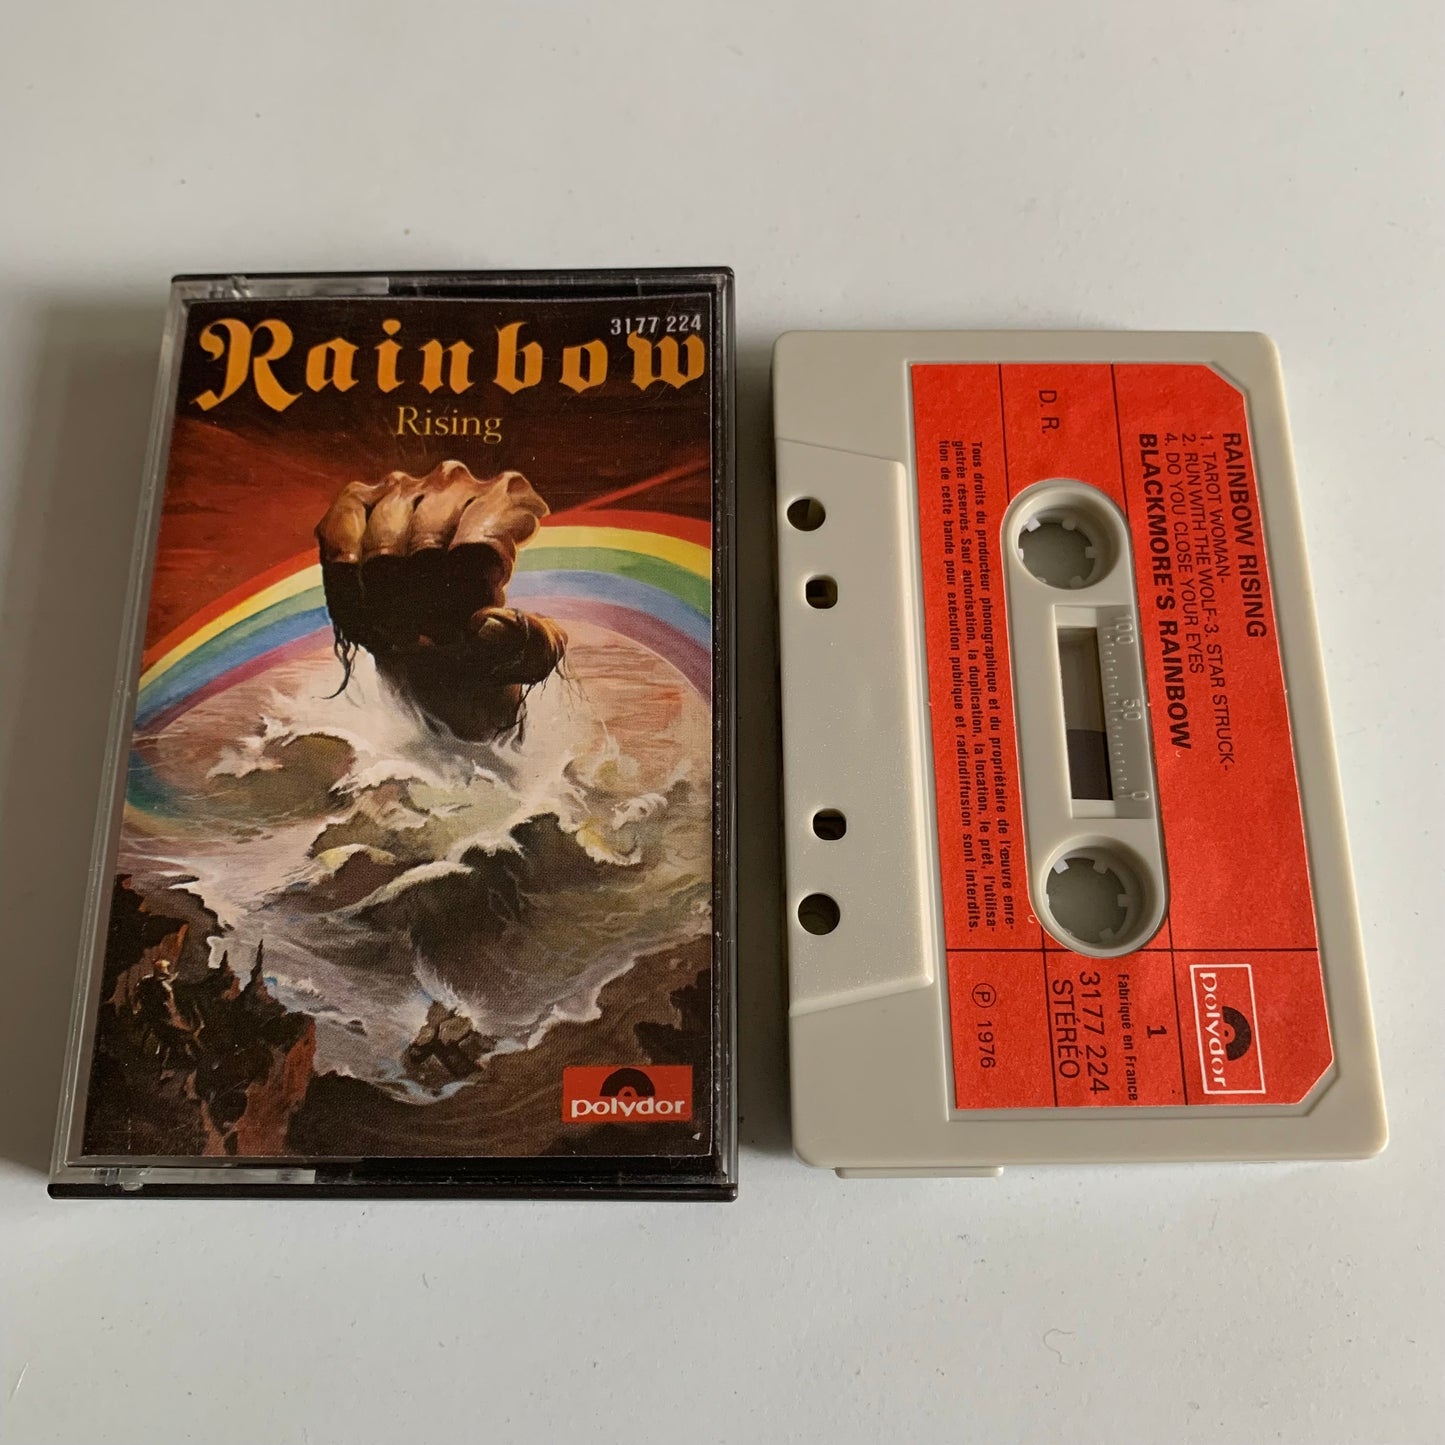 Rainbow
3177 224
Rising
polydor
RAINBOW RISING
1. TAROT WOMAN-
2. RUN WITH THE WOLF-3. STAR STRUCK-
4. DO YOU CLOSE YOUR EYES
BLACKMORE'S RAINBOW
D. R.
Tous droits du producteur phonographique et du propriétaire de l'œuvre enre-
gistrée réservés. Sauf autorisation, la duplication, la location, le prêt, l'utilisa-
tion de cette bande pour exécution publique et radiodiffusion sont interdits.
100 50 0
polydor
1
Fabriqué en France
3177 224
STÉRÉO
Ⓟ 1976